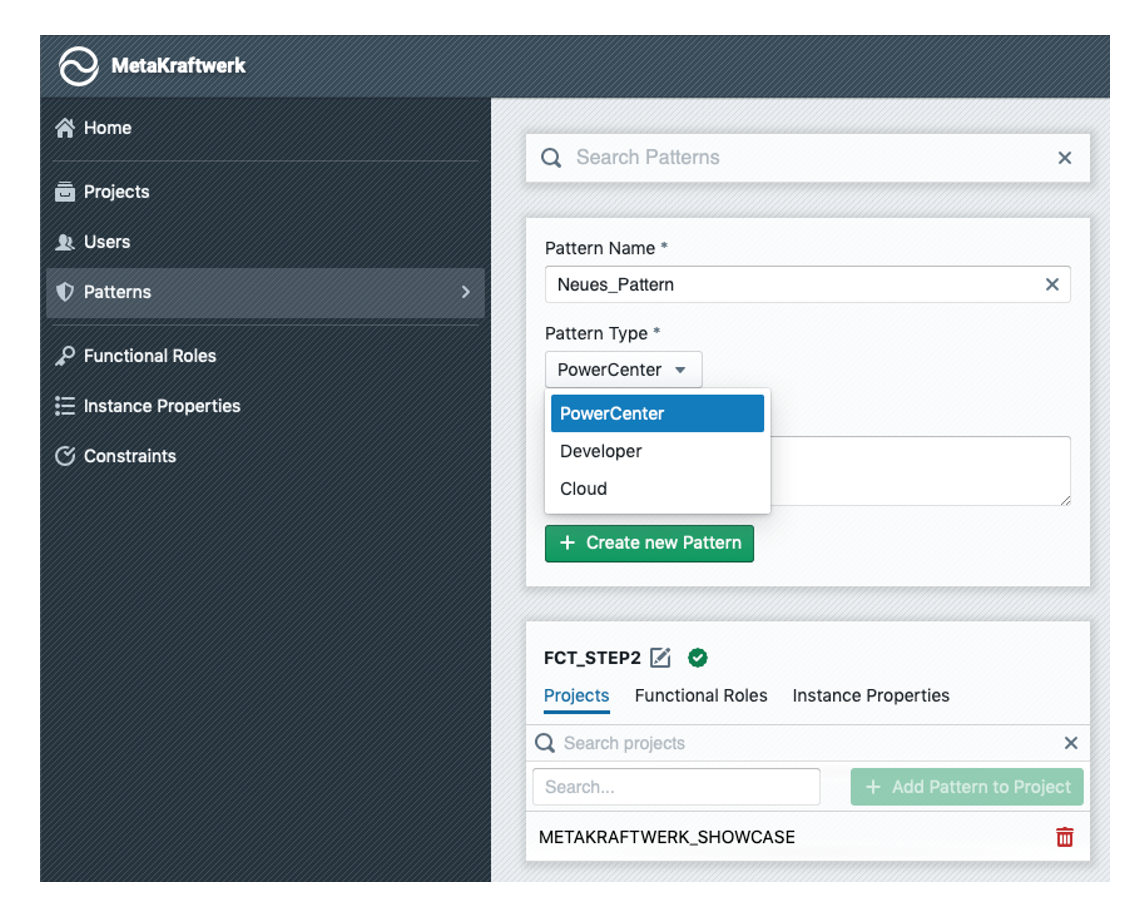 MetaKraftwerk
Home
Projects
Users
Patterns
Functional Roles
Instance Properties
Constraints
Search Patterns
Pattern Name *
Neues_Pattern
Pattern Type *
PowerCenter
PowerCenter
Developer
Cloud
+ Create new Pattern
FCT_STEP2
Projects Functional Roles Instance Properties
Search projects
Search... + Add Pattern to Project
METAKRAFTWERK_SHOWCASE